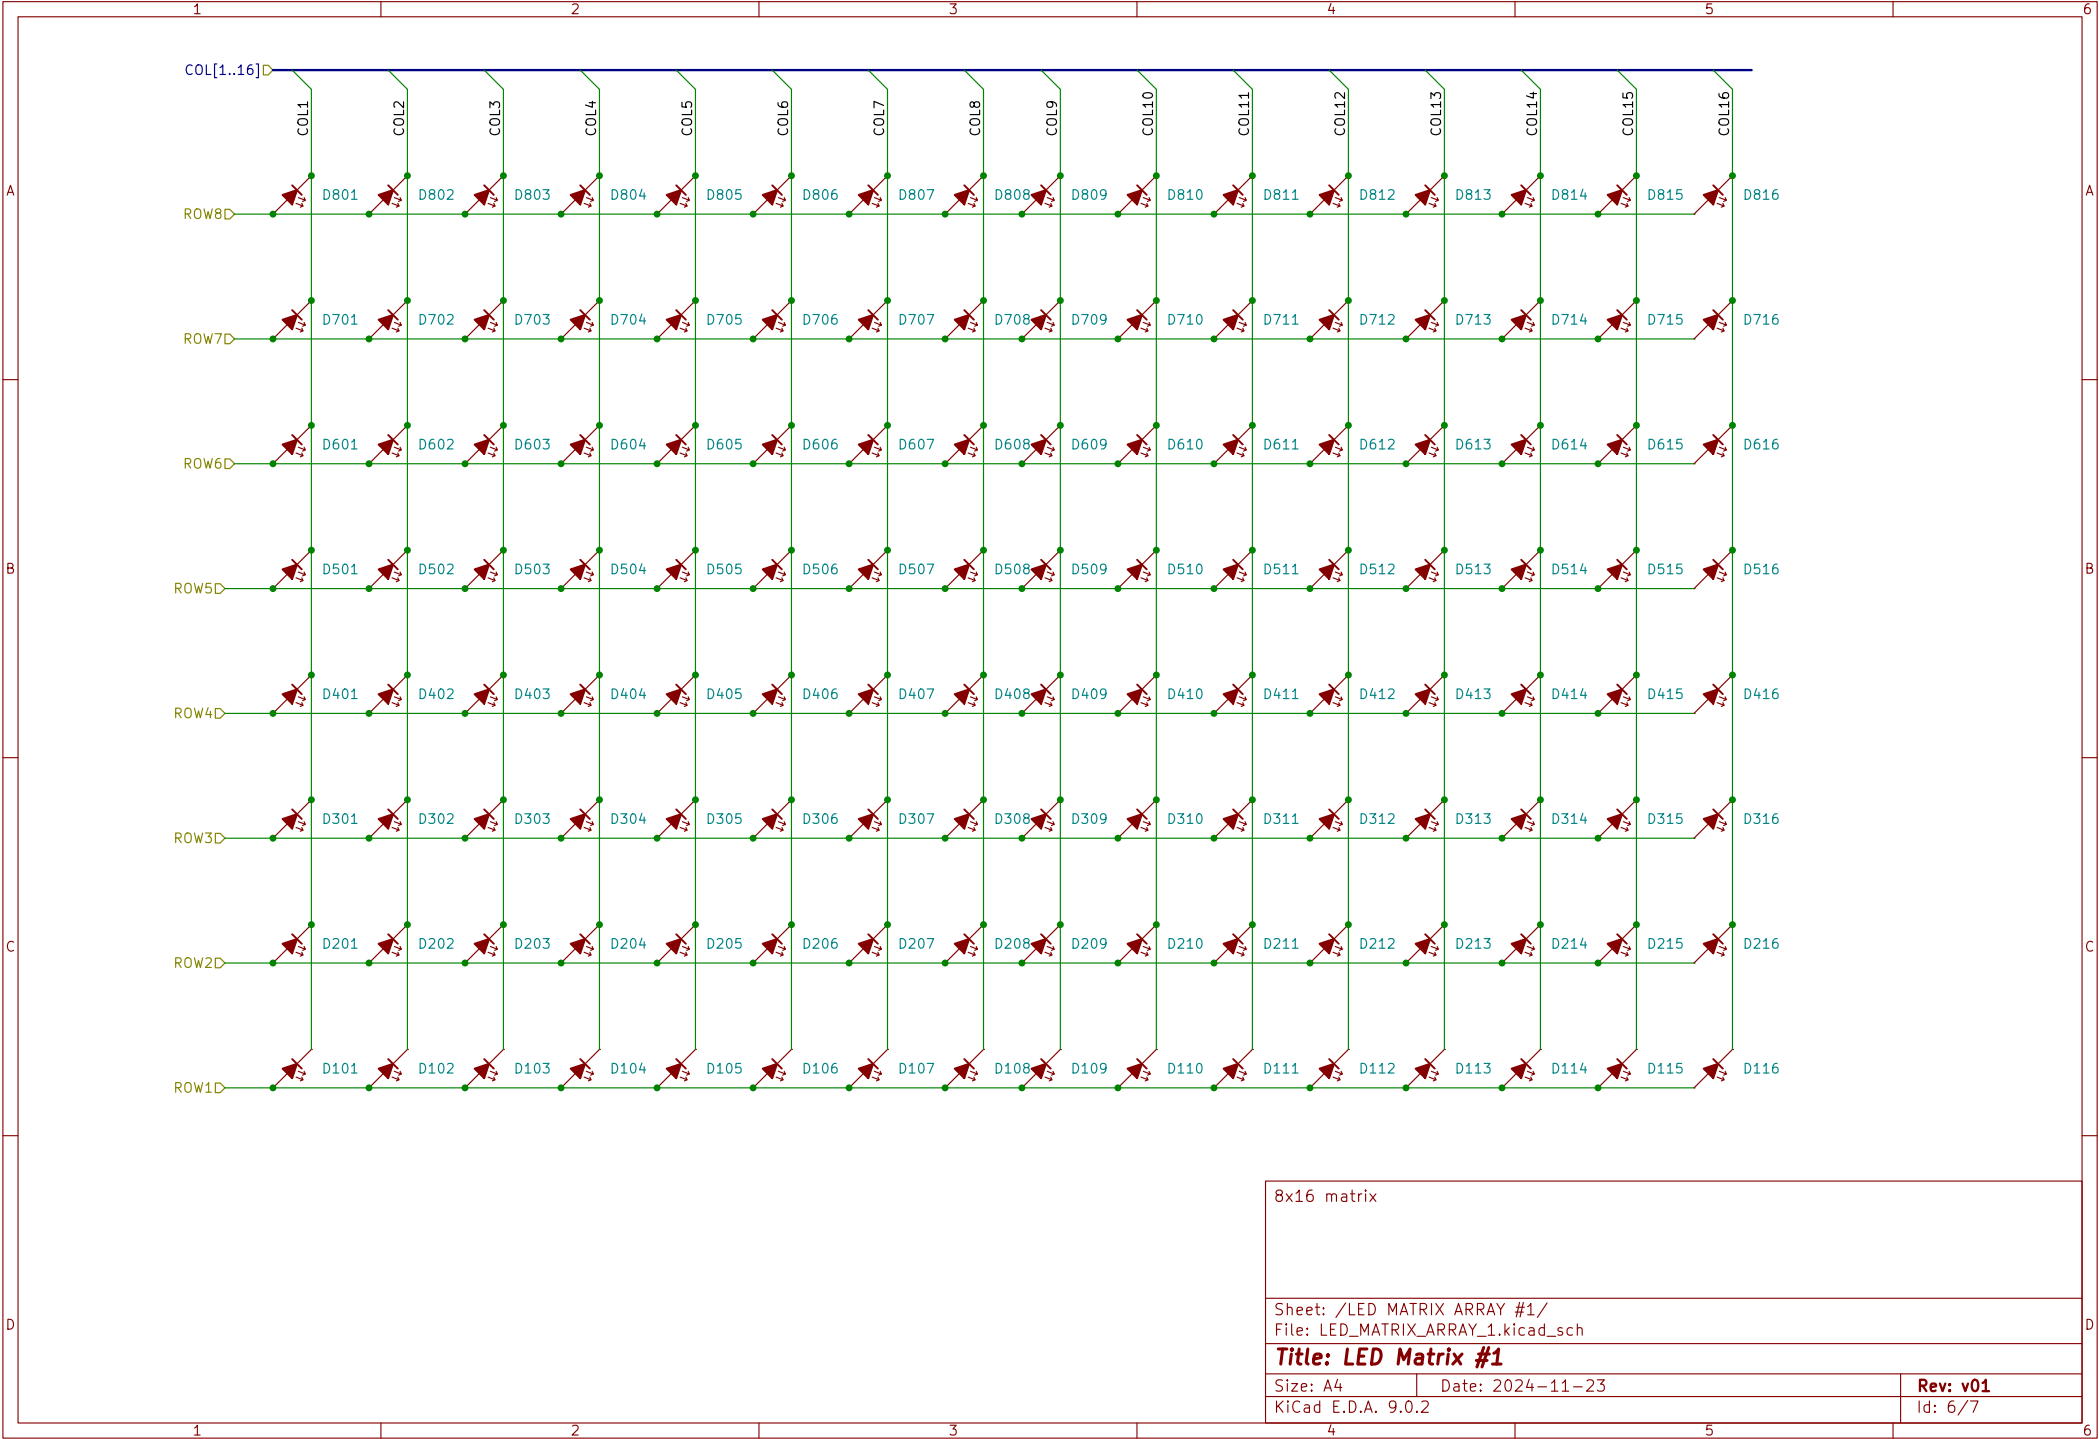 1 2 3 4 5 6
COL[1..16]
COL1 COL2 COL3 COL4 COL5 COL6 COL7 COL8 COL9 COL10 COL11 COL12 COL13 COL14 COL15 COL16
A A
D801 D802 D803 D804 D805 D806 D807 D808 D809 D810 D811 D812 D813 D814 D815 D816
ROW8
D701 D702 D703 D704 D705 D706 D707 D708 D709 D710 D711 D712 D713 D714 D715 D716
ROW7
D601 D602 D603 D604 D605 D606 D607 D608 D609 D610 D611 D612 D613 D614 D615 D616
ROW6
B B
D501 D502 D503 D504 D505 D506 D507 D508 D509 D510 D511 D512 D513 D514 D515 D516
ROW5
D401 D402 D403 D404 D405 D406 D407 D408 D409 D410 D411 D412 D413 D414 D415 D416
ROW4
D301 D302 D303 D304 D305 D306 D307 D308 D309 D310 D311 D312 D313 D314 D315 D316
ROW3
C C
D201 D202 D203 D204 D205 D206 D207 D208 D209 D210 D211 D212 D213 D214 D215 D216
ROW2
D101 D102 D103 D104 D105 D106 D107 D108 D109 D110 D111 D112 D113 D114 D115 D116
ROW1
8x16 matrix
Sheet: /LED MATRIX ARRAY #1/
D D
File: LED_MATRIX_ARRAY_1.kicad_sch
Title: LED Matrix #1
Size: A4 Date: 2024-11-23 Rev: v01
KiCad E.D.A. 9.0.2 Id: 6/7
1 2 3 4 5 6